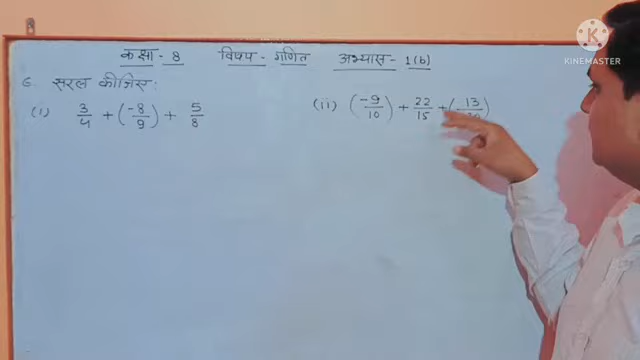 कक्षा - 8 विषय - गणित अभ्यास - 1(b)
6. सरल कीजिए :
(i) 3/4 + (-8/9) + 5/8 (ii) (-9/10) + 22/15 + (-13/
KINEMASTER